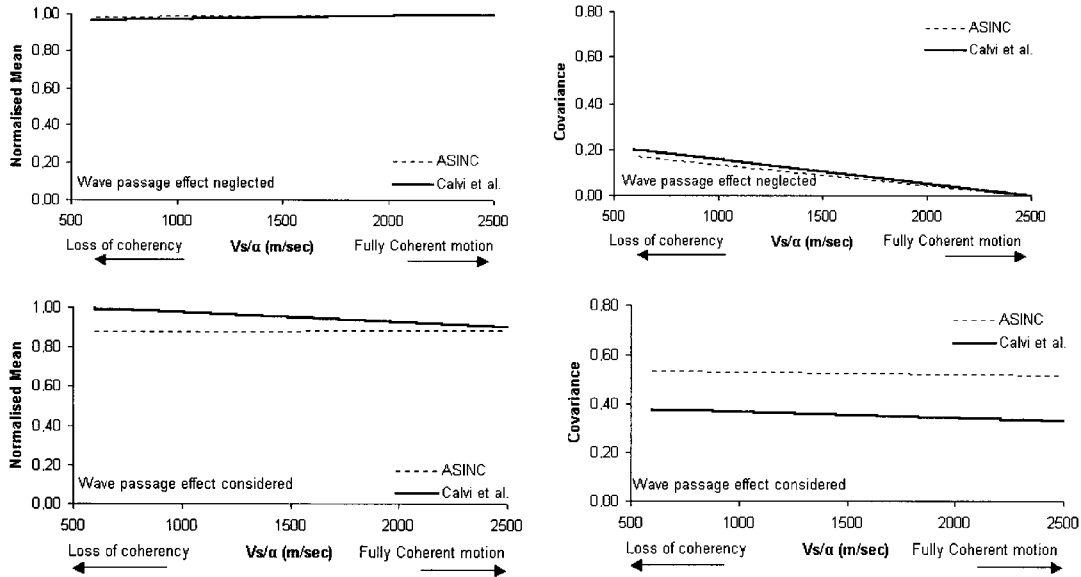 Normalised Mean
1.00
0.80
0.60
0.40
0.20
0.00
ASINC
Calvi et al.
Wave passage effect neglected
500 1000 1500 2000 2500
Loss of coherency Vs/α (m/sec) Fully Coherent motion
Covariance
0.80
0.60
0.40
0.20
0.00
ASINC
Calvi et al.
Wave passage effect neglected
500 1000 1500 2000 2500
Loss of coherency Vs/α (m/sec) Fully Coherent motion
Normalised Mean
1.00
0.80
0.60
0.40
0.20
0.00
ASINC
Calvi et al.
Wave passage effect considered
500 1000 1500 2000 2500
Loss of coherency Vs/α (m/sec) Fully Coherent motion
Covariance
0.80
0.60
0.40
0.20
0.00
ASINC
Calvi et al.
Wave passage effect considered
500 1000 1500 2000 2500
Loss of coherency Vs/α (m/sec) Fully Coherent motion